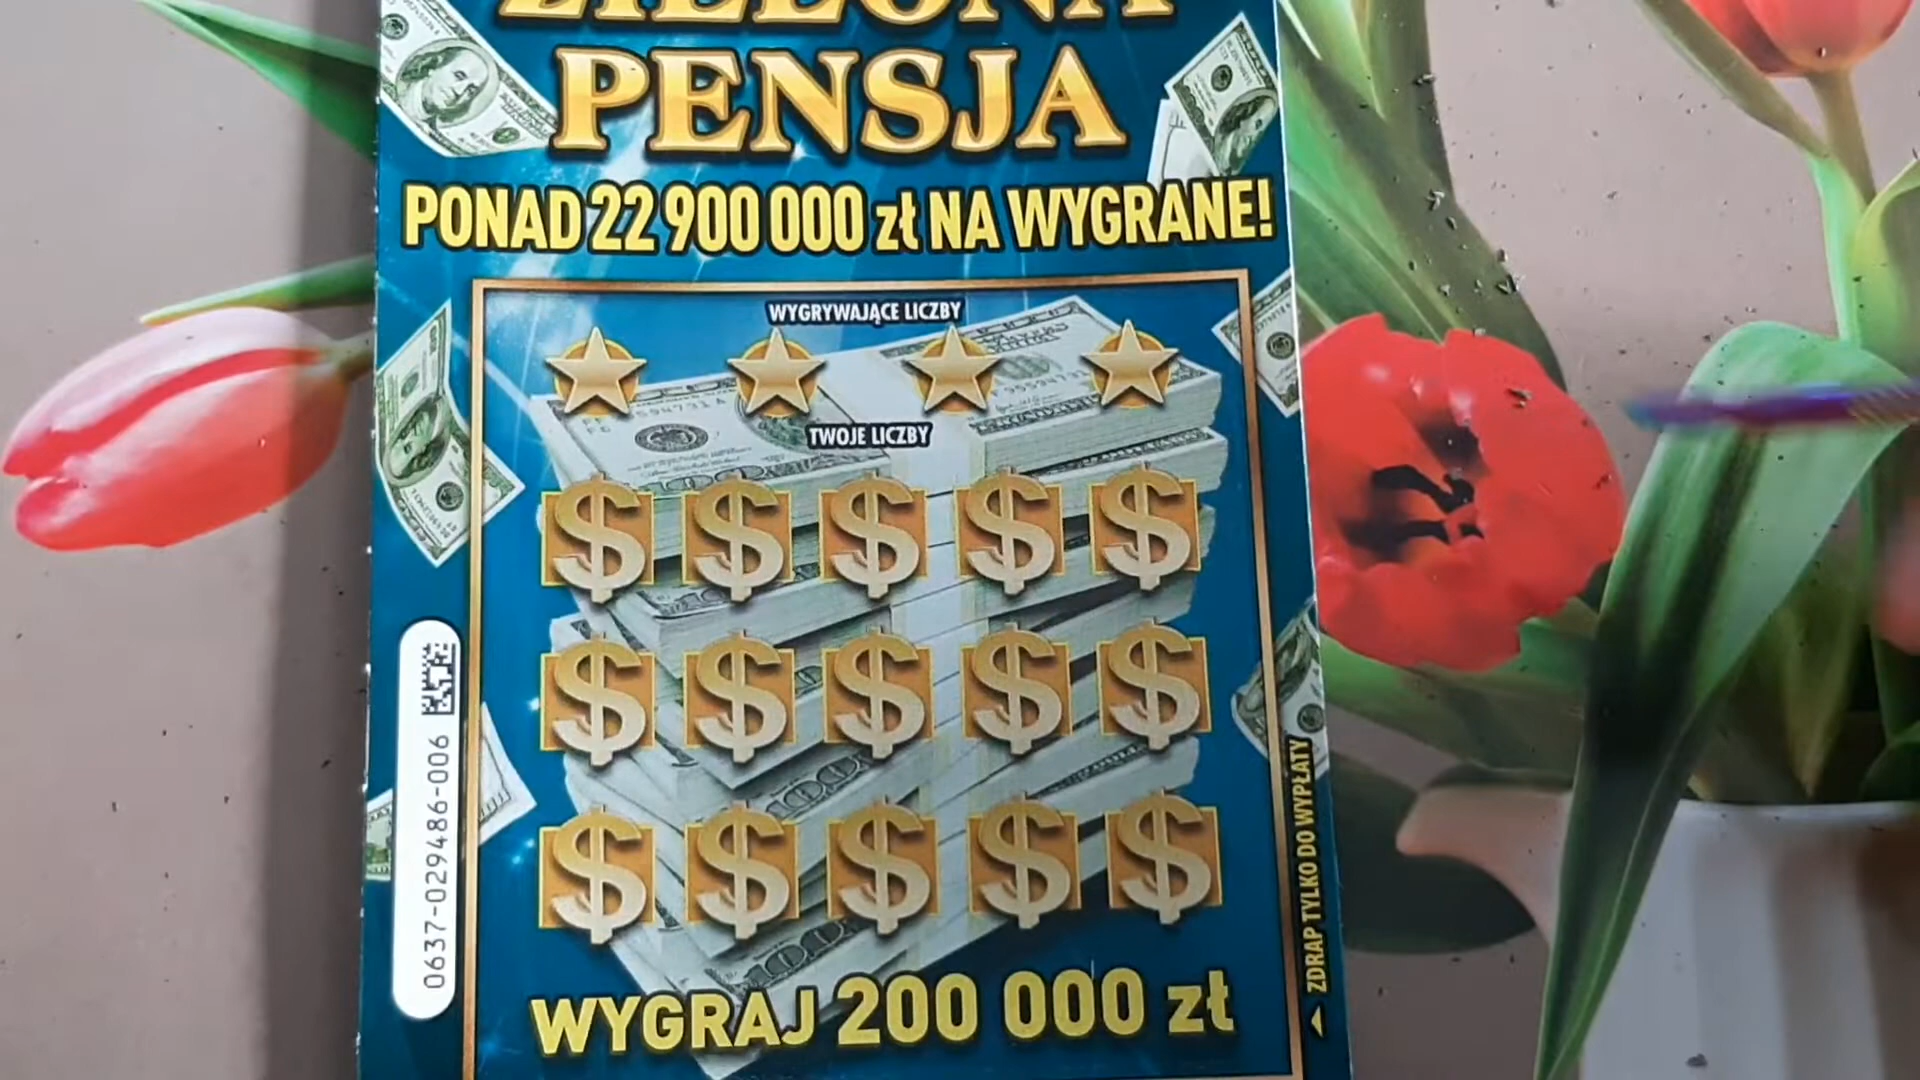 ZIELONA
PENSJA
PONAD 22 900 000 zł NA WYGRANE!
WYGRYWAJĄCE LICZBY
TWOJE LICZBY
WYGRAJ 200 000 zł
0637-029486-006
ZDRAP TYLKO DO WYPŁATY